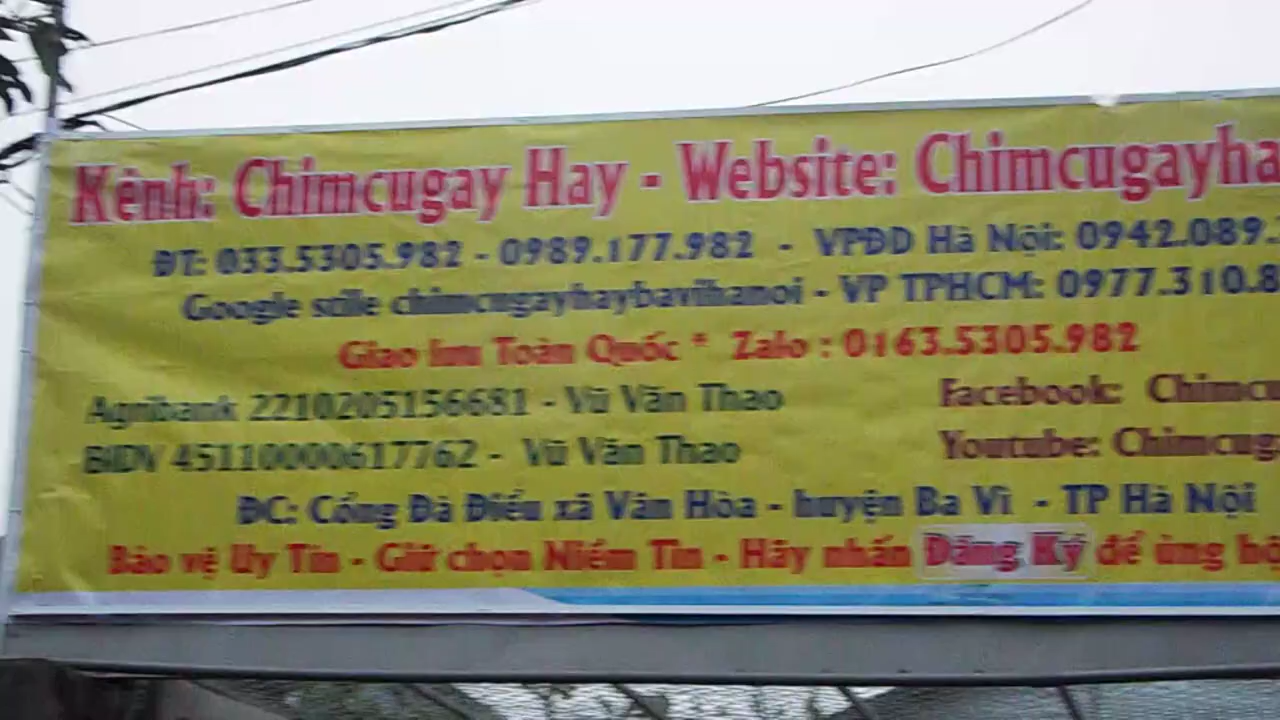 Kênh: Chimcugay Hay - Website: Chimcugayha
ĐT: 033.5305.982 - 0989.177.982 - VPĐD Hà Nội: 0942.089.
Google seile chimcugayhaybavihanoi - VP TPHCM: 0977.310.8
Giao lưu Toàn Quốc * Zalo : 0163.5305.982
Agribank 2210205156681 - Vũ Văn Thao
Facebook: Chimcu
BIDV 45110000617762 - Vũ Văn Thao
Youtube: Chimcug
ĐC: Cổng Đà Điểu xã Vân Hòa - huyện Ba Vì - TP Hà Nội
Bảo vệ Uy Tín - Giữ chọn Niềm Tin - Hãy nhấn Đăng Ký để ủng hộ